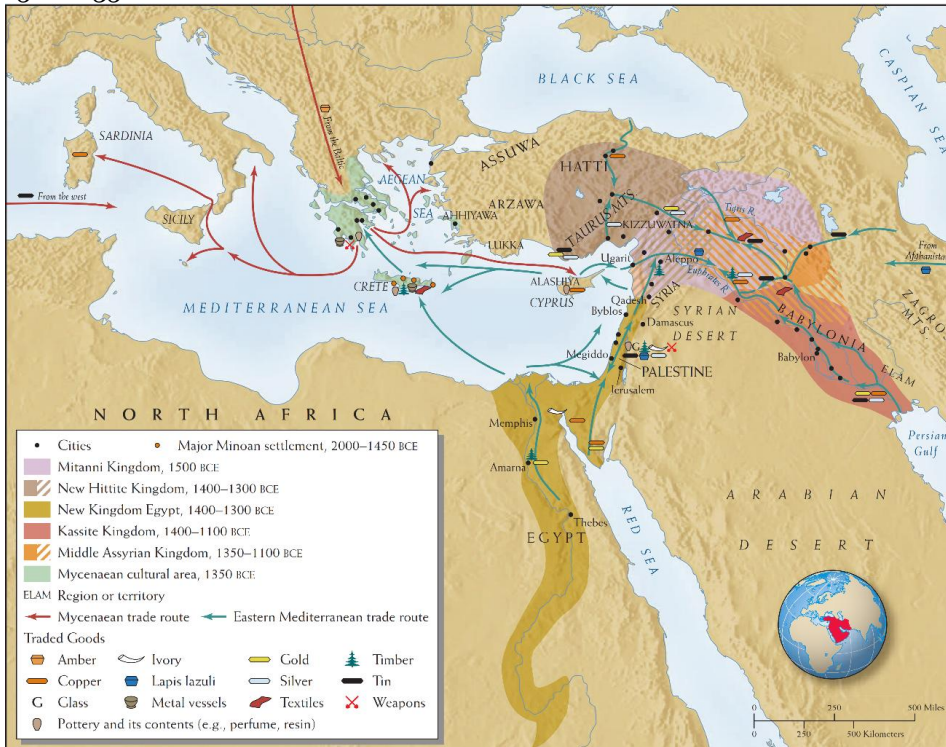 BLACK SEA
CASPIAN SEA
SARDINIA
From the Baltic
ASSUWA
HATTI
AEGEAN
SEA
From the west
SICILY
AHHIYAWA
ARZAWA
TAURUS MTS.
KIZZUWATNA
Tigris R.
LUKKA
Ugarit
Aleppo
From
Afghanistan
Euphrates R.
CRETE
ALASHIYA
CYPRUS
MEDITERRANEAN SEA
Qadesh
SYRIA
Byblos
SYRIAN
DESERT
ZAGROS
MTS.
Damascus
BABYLONIA
Megiddo
G
Babylon
PALESTINE
Jerusalem
ELAM
NORTH AFRICA
Memphis
Persian
Gulf
Amarna
ARABIAN
DESERT
Thebes
EGYPT
RED SEA
Cities
Major Minoan settlement, 2000–1450 BCE
Mitanni Kingdom, 1500 BCE
New Hittite Kingdom, 1400–1300 BCE
New Kingdom Egypt, 1400–1300 BCE
Kassite Kingdom, 1400–1100 BCE
Middle Assyrian Kingdom, 1350–1100 BCE
Mycenaean cultural area, 1350 BCE
ELAM Region or territory
Mycenaean trade route
Eastern Mediterranean trade route
Traded Goods
Amber
Ivory
Gold
Timber
Copper
Lapis lazuli
Silver
Tin
G Glass
Metal vessels
Textiles
Weapons
Pottery and its contents (e.g., perfume, resin)
0 250 500 Miles
0 250 500 Kilometers